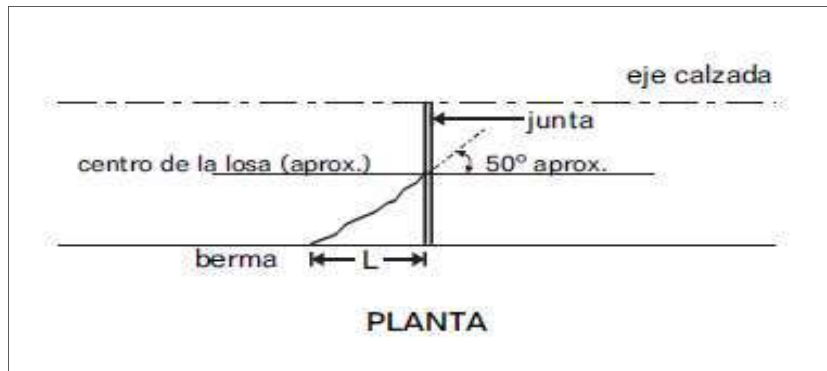 eje calzada
junta
centro de la losa (aprox.)
50° aprox.
berma
L
PLANTA